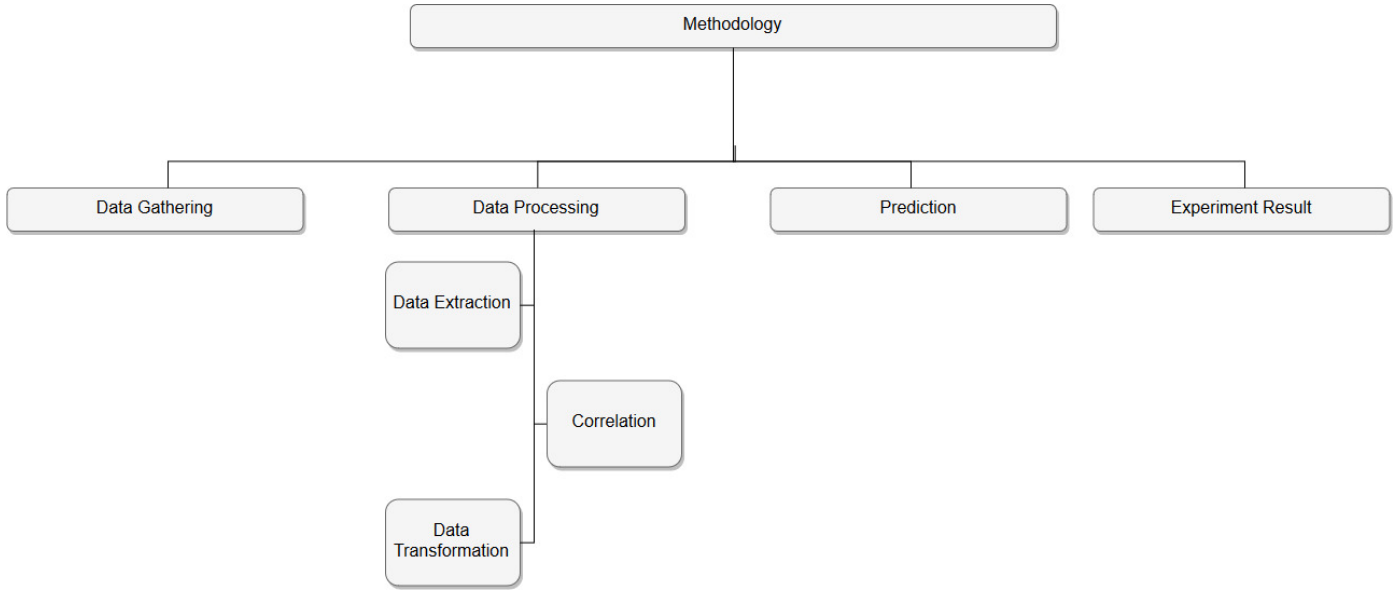 Methodology
Data Gathering
Data Processing
Prediction
Experiment Result
Data Extraction
Correlation
Data
Transformation